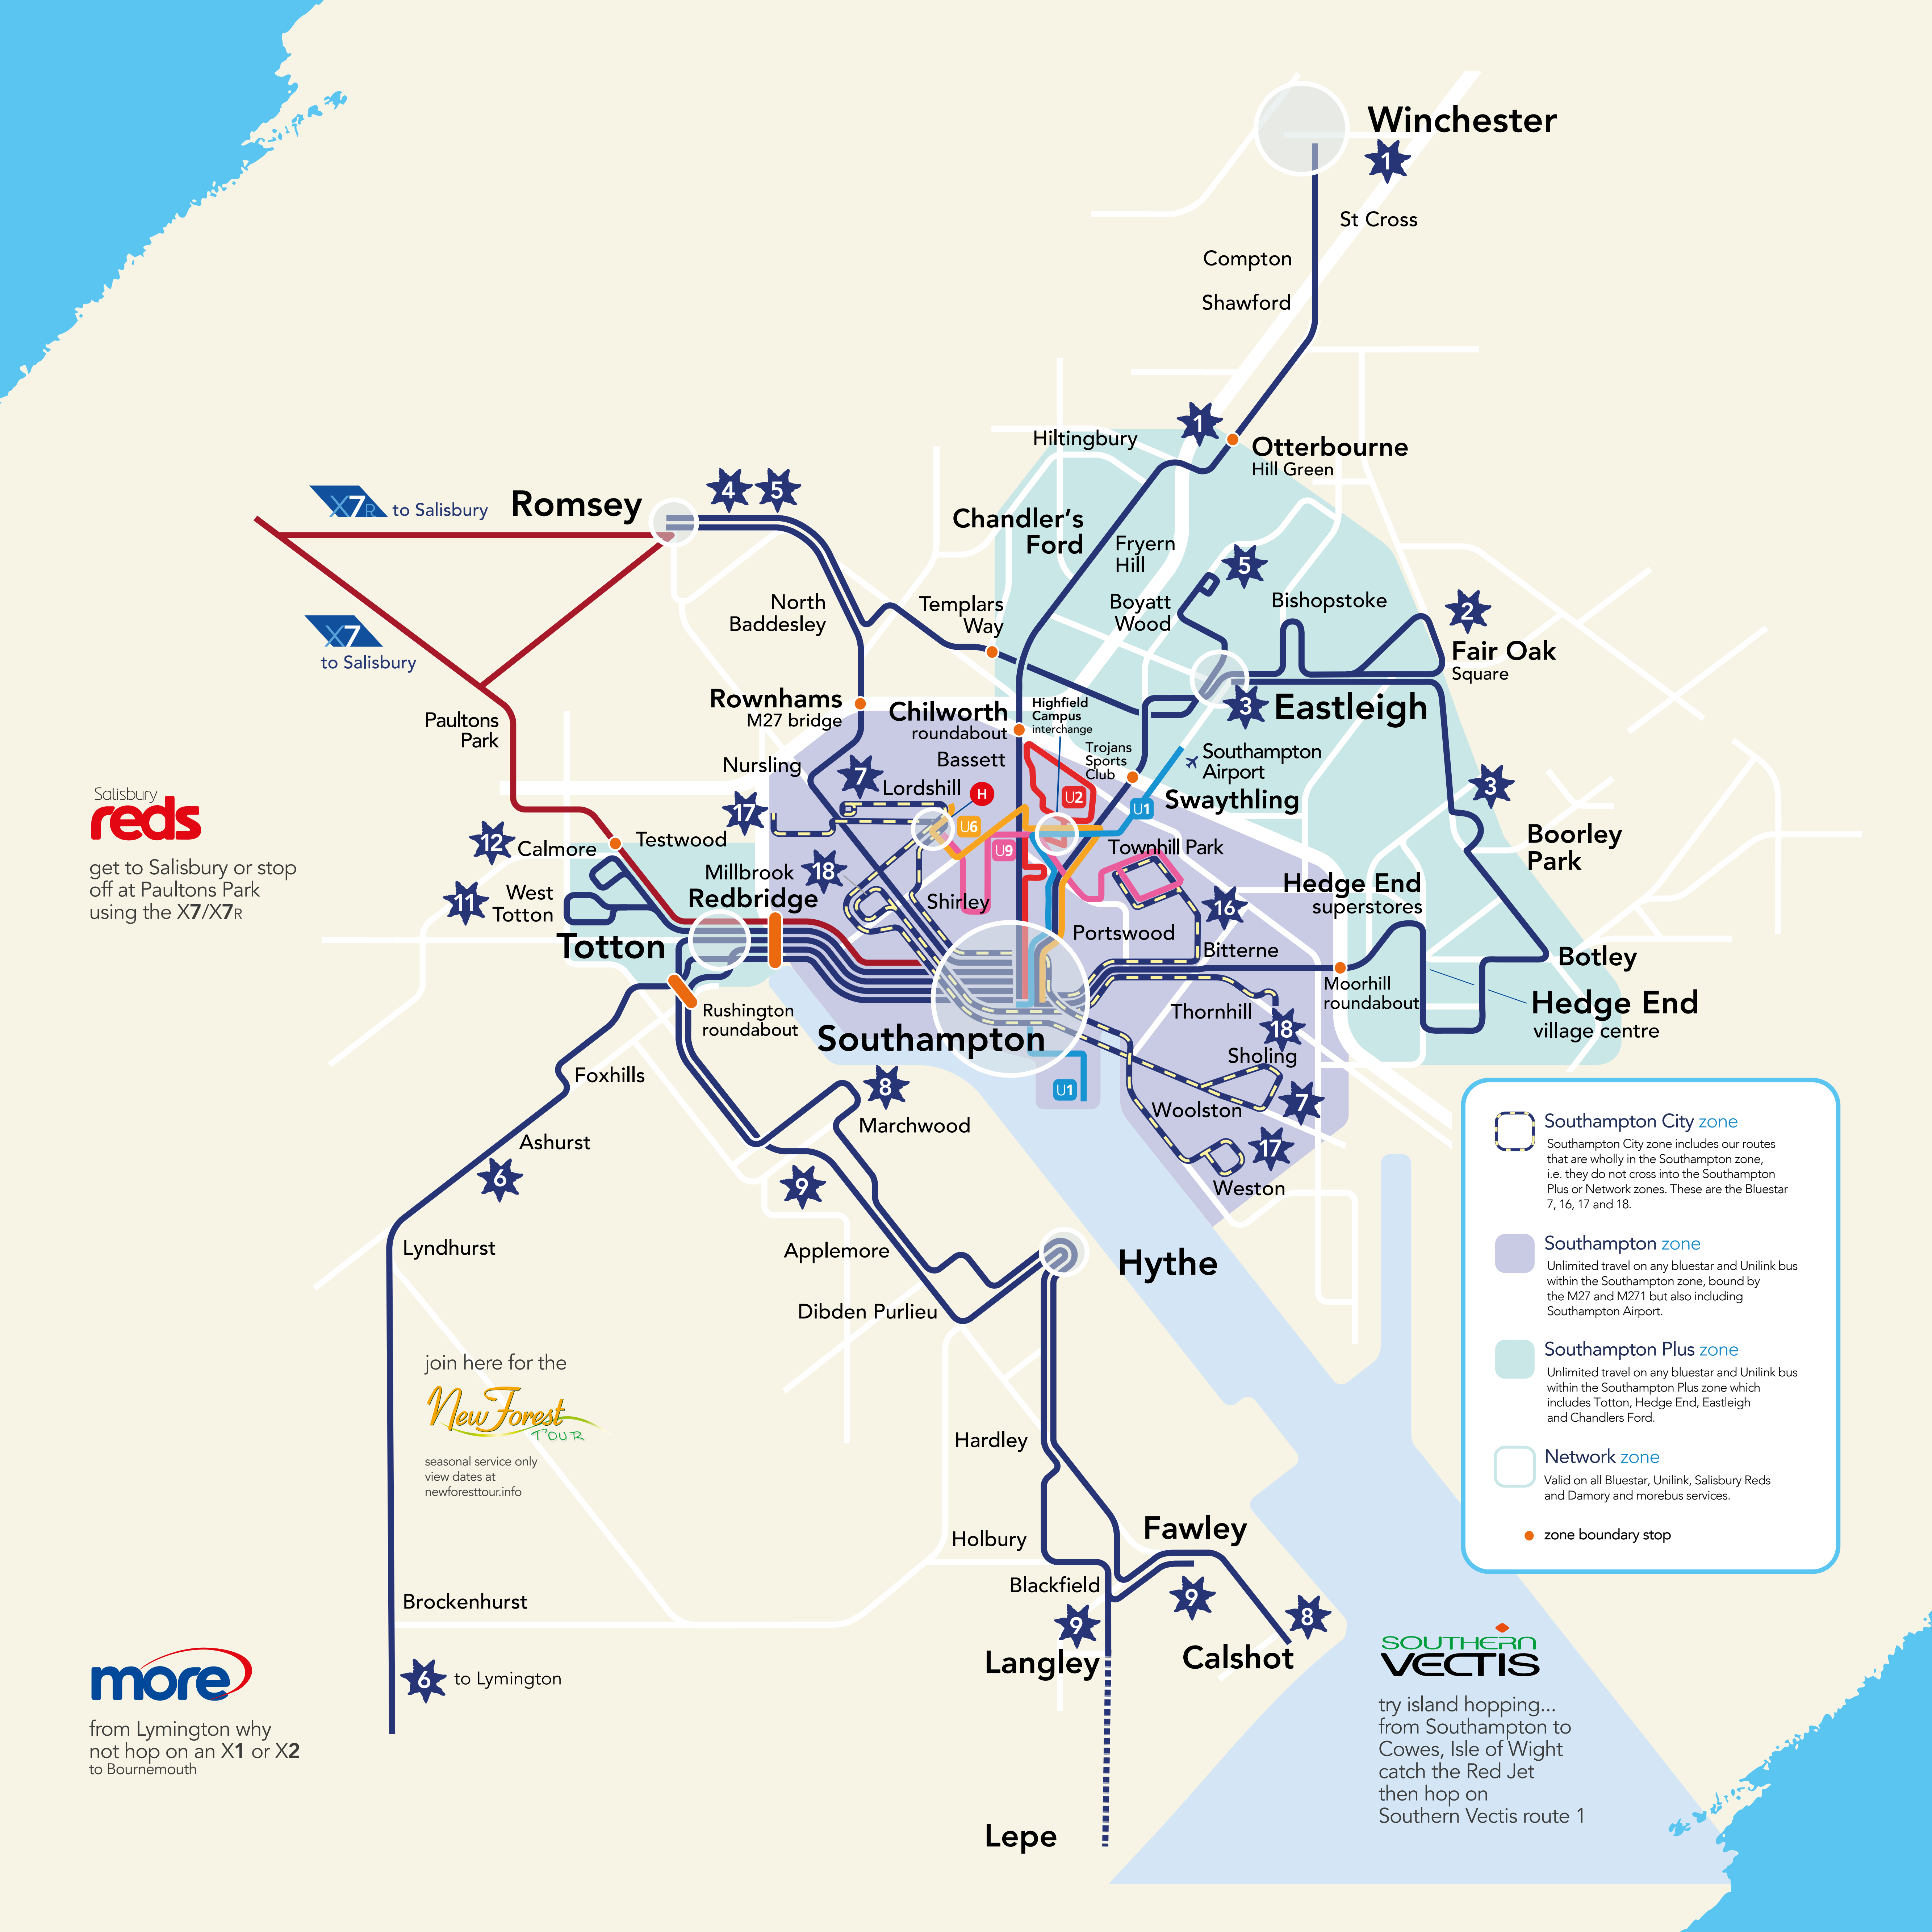 Winchester
1
St Cross
Compton
Shawford
1
Hiltingbury
Otterbourne
Hill Green
X7R to Salisbury
Romsey
4
5
Chandler's
Ford
Fryern
Hill
5
North
Baddesley
Templars
Way
Boyatt
Wood
Bishopstoke
2
X7
to Salisbury
Fair Oak
Square
Rownhams
M27 bridge
Chilworth
roundabout
Highfield
Campus
interchange
3
Eastleigh
Paultons
Park
Bassett
Trojans
Sports
Club
Southampton
Airport
Nursling
7
Lordshill
H
U2
U1
Swaythling
3
Salisbury
reds
get to Salisbury or stop
off at Paultons Park
using the X7/X7R
17
U6
12
Calmore
Testwood
U9
Townhill Park
Boorley
Park
Millbrook
18
11
West
Totton
Redbridge
Shirley
16
Hedge End
superstores
Totton
Portswood
Bitterne
Botley
Moorhill
roundabout
Rushington
roundabout
Thornhill
18
Hedge End
village centre
Southampton
Sholing
Foxhills
8
U1
7
Marchwood
Woolston
Ashurst
17
6
9
Weston
Lyndhurst
Applemore
Hythe
Dibden Purlieu
Southampton City zone
Southampton City zone includes our routes
that are wholly in the Southampton zone,
i.e. they do not cross into the Southampton
Plus or Network zones. These are the Bluestar
7, 16, 17 and 18.
Southampton zone
Unlimited travel on any bluestar and Unilink bus
within the Southampton zone, bound by
the M27 and M271 but also including
Southampton Airport.
Southampton Plus zone
Unlimited travel on any bluestar and Unilink bus
within the Southampton Plus zone which
includes Totton, Hedge End, Eastleigh
and Chandlers Ford.
Network zone
Valid on all Bluestar, Unilink, Salisbury Reds
and Damory and morebus services.
zone boundary stop
join here for the
New Forest
TOUR
seasonal service only
view dates at
newforesttour.info
Hardley
Holbury
Fawley
Blackfield
9
8
9
Brockenhurst
Langley
Calshot
6
to Lymington
more
from Lymington why
not hop on an X1 or X2
to Bournemouth
SOUTHERN
VECTIS
try island hopping...
from Southampton to
Cowes, Isle of Wight
catch the Red Jet
then hop on
Southern Vectis route 1
Lepe